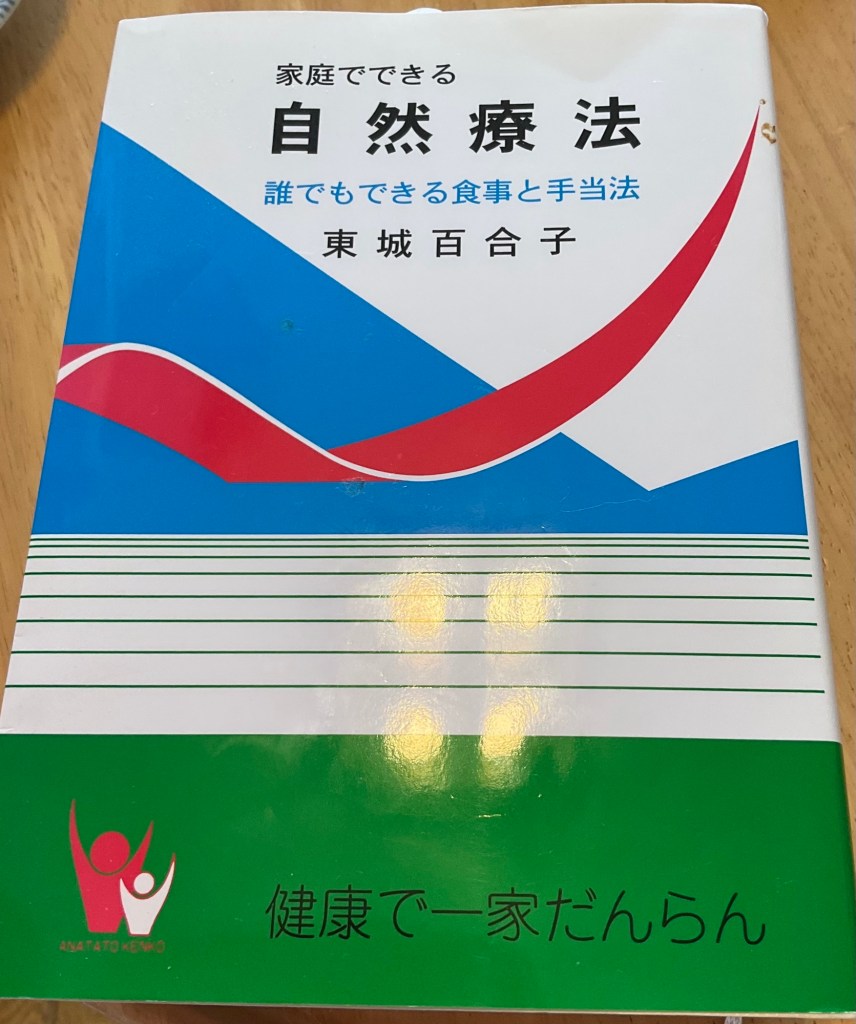 家庭でできる
自然療法
誰でもできる食事と手当法
東城百合子
ANATATO KENKO
健康で一家だんらん